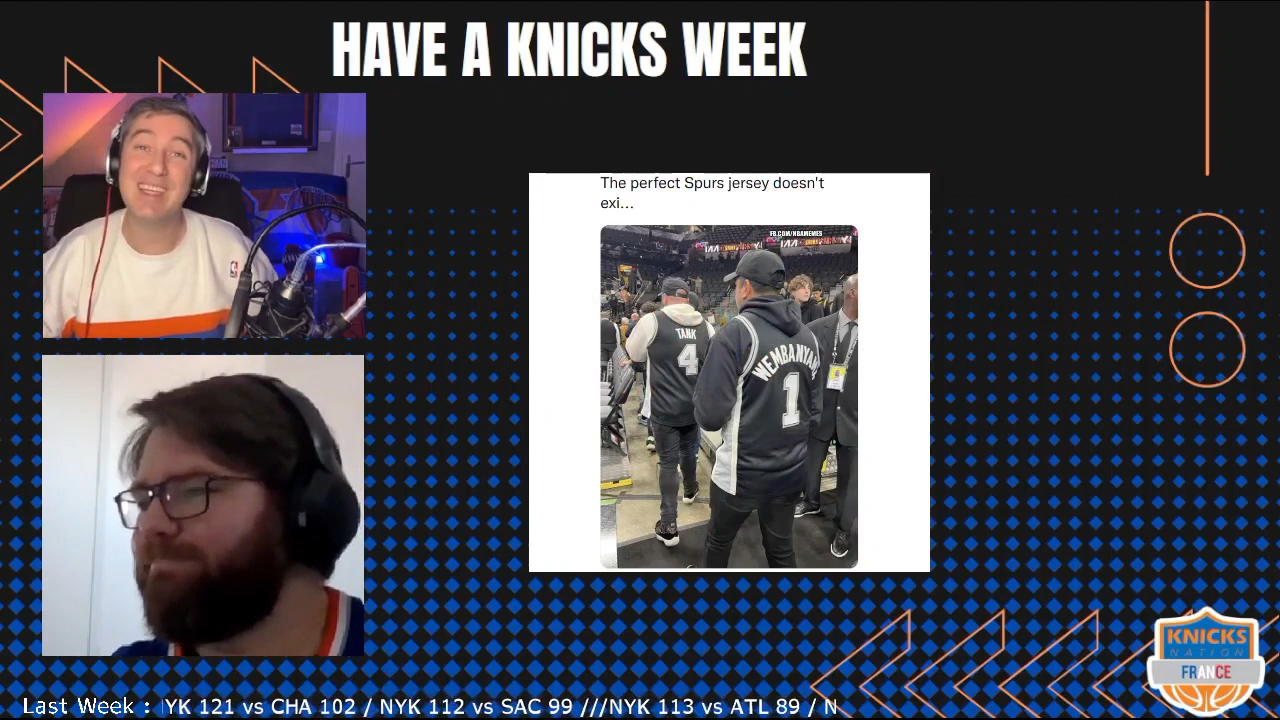 HAVE A KNICKS WEEK
The perfect Spurs jersey doesn't
exi...
FB.COM/NBAMEMES
TANK
4
WEMBANYAMA
1
KNICKS
NATION
FRANCE
Last Week : YK 121 vs CHA 102 / NYK 112 vs SAC 99 ///NYK 113 vs ATL 89 / N